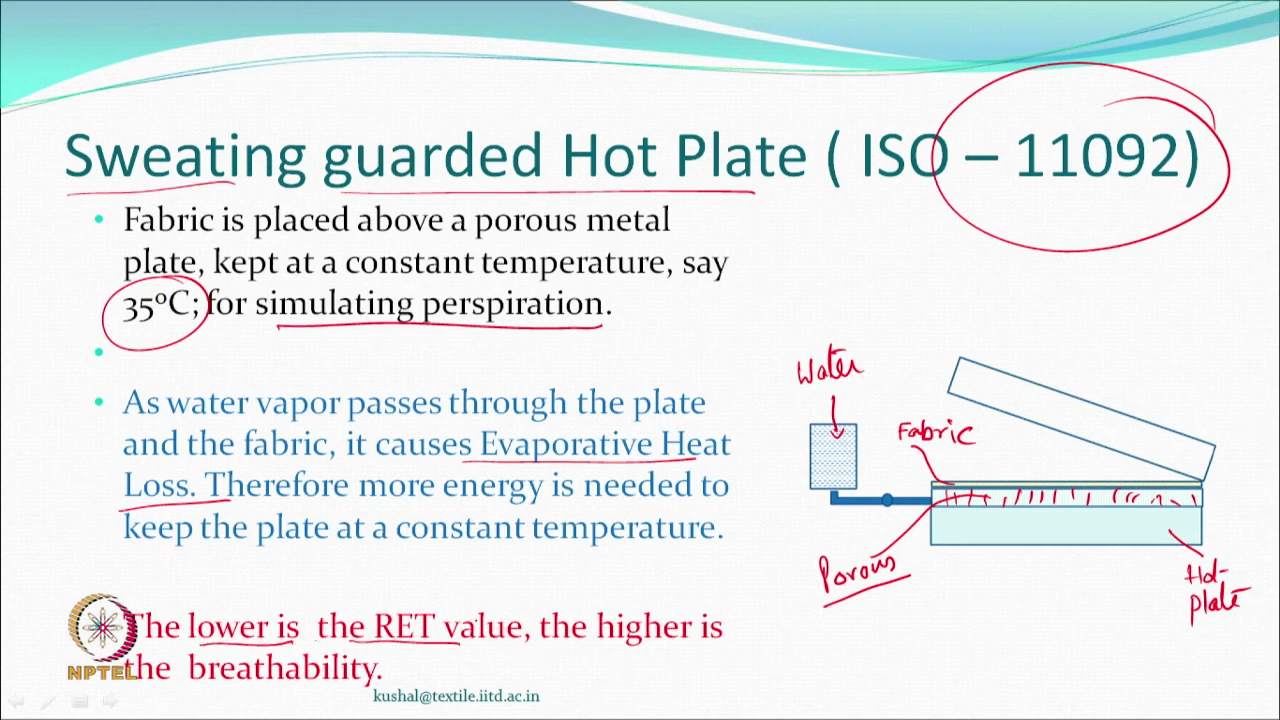 Sweating guarded Hot Plate ( ISO – 11092)
• Fabric is placed above a porous metal
plate, kept at a constant temperature, say
35⁰C; for simulating perspiration.
•
• As water vapor passes through the plate
and the fabric, it causes Evaporative Heat
Loss. Therefore more energy is needed to
keep the plate at a constant temperature.
The lower is the RET value, the higher is
the breathability.
Water
Fabric
Porous
Hot-
plate
NPTEL
kushal@textile.iitd.ac.in